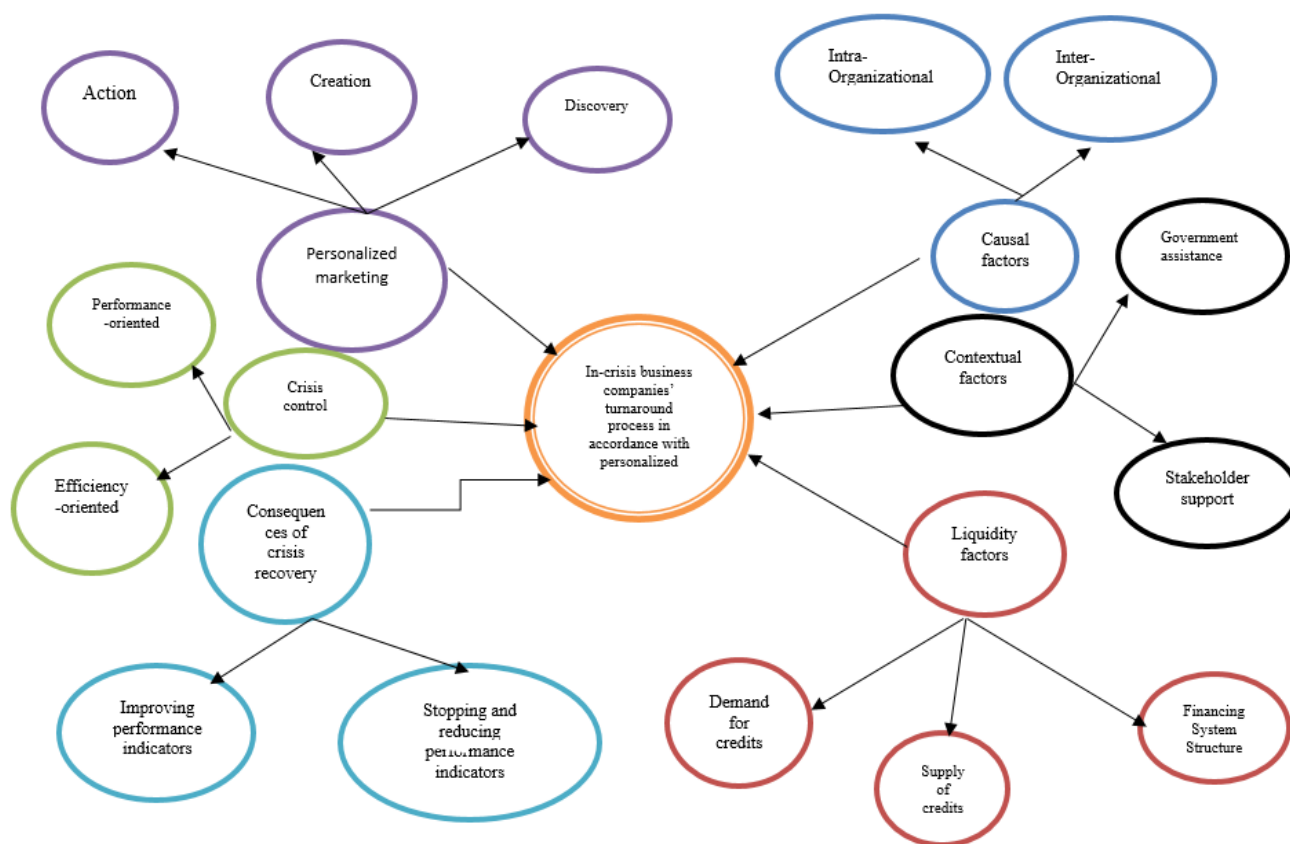 Action
Creation
Discovery
Intra-
Organizational
Inter-
Organizational
Personalized
marketing
Causal
factors
Government
assistance
Performance
-oriented
Crisis
control
In-crisis business
companies’
turnaround
process in
accordance with
personalized
Contextual
factors
Efficiency
-oriented
Consequen
ces of
crisis
recovery
Liquidity
factors
Stakeholder
support
Improving
performance
indicators
Stopping and
reducing
performance
indicators
Demand
for
credits
Supply
of
credits
Financing
System
Structure